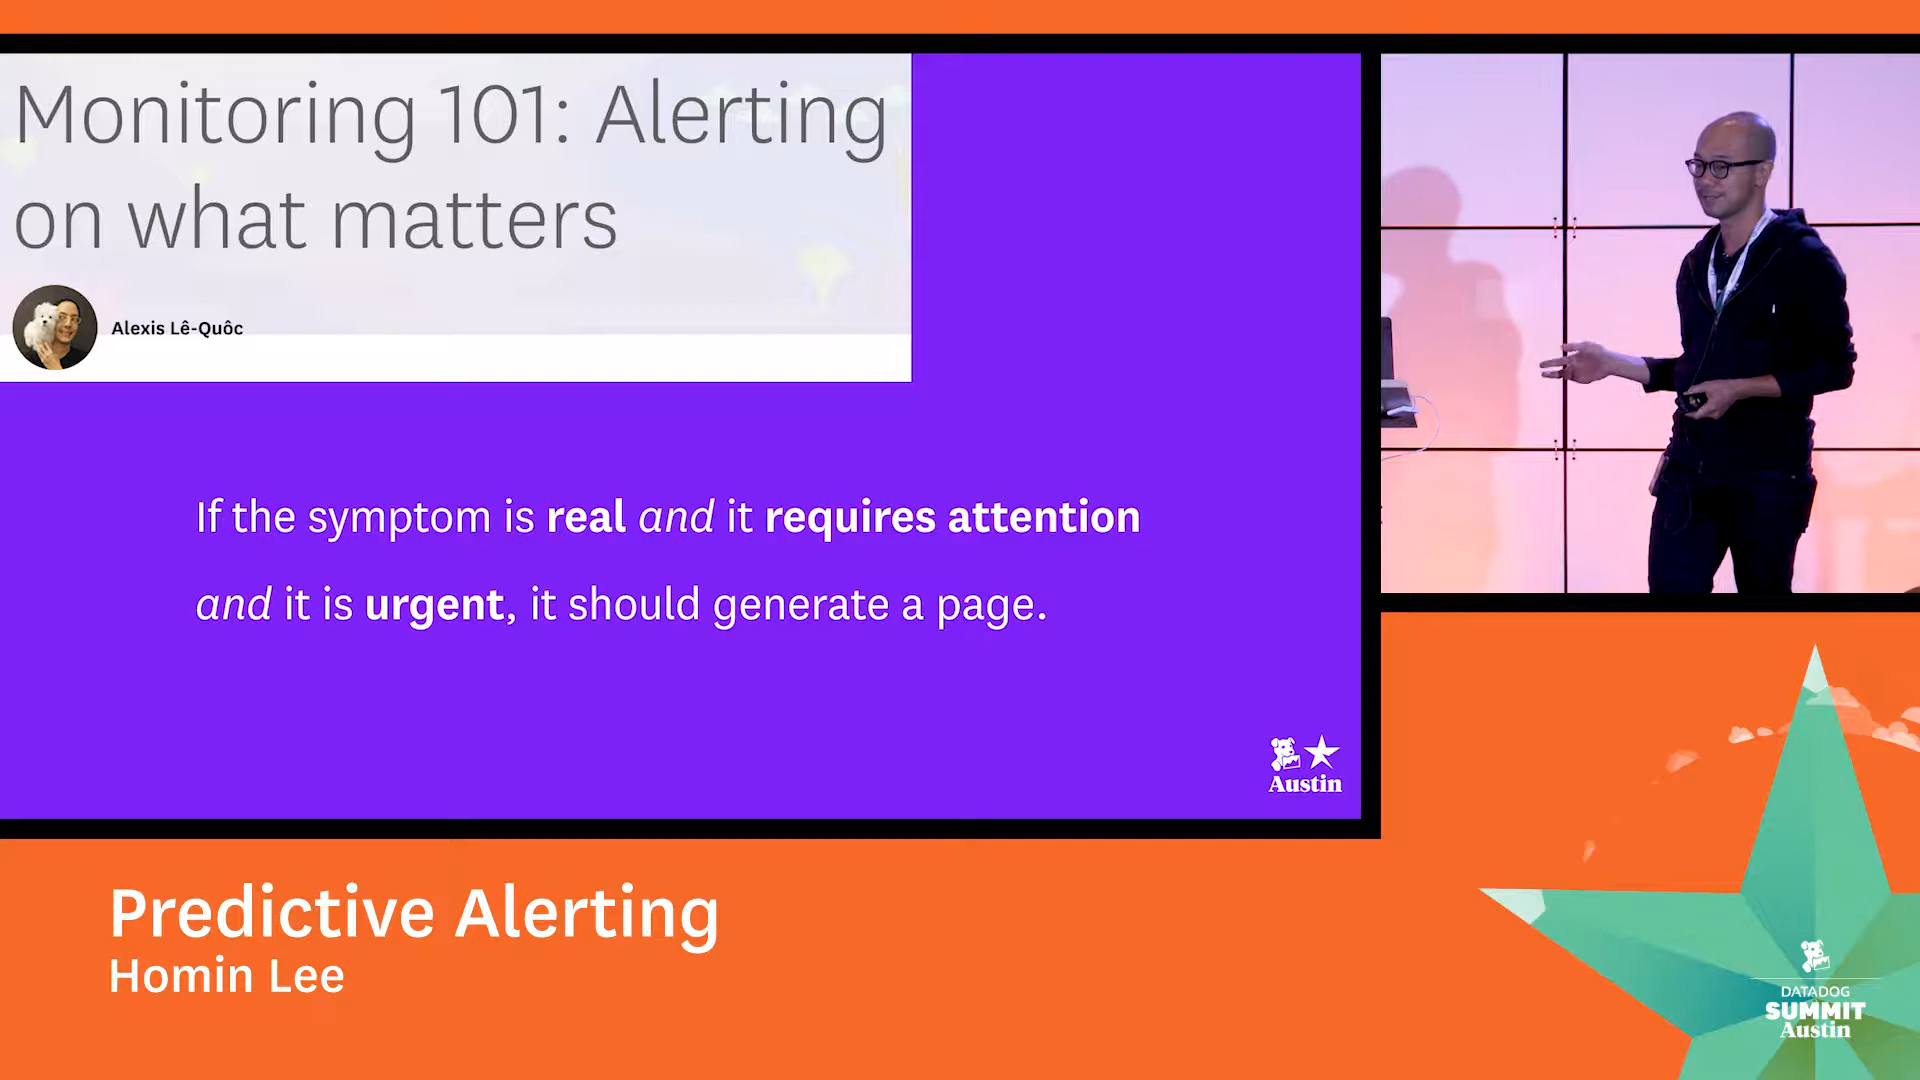 Monitoring 101: Alerting
on what matters
Alexis Lê-Quôc
If the symptom is real and it requires attention
and it is urgent, it should generate a page.
Austin
Predictive Alerting
Homin Lee
DATADOG
SUMMIT
Austin